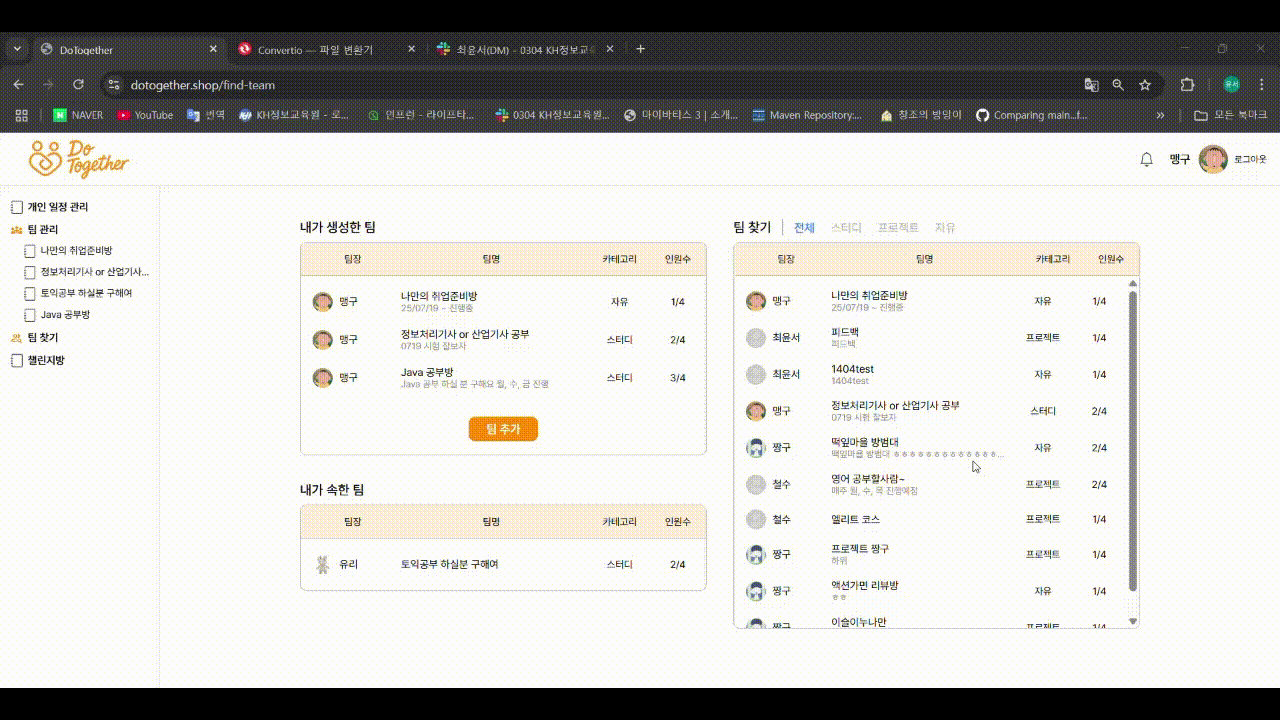 DoTogether
Convertio — 파일 변환기
최윤서(DM) - 0304 KH정보교육
dotogether.shop/find-team
윤서
NAVER
YouTube
번역
KH정보교육원 - 로...
인프런 - 라이프타...
0304 KH정보교육원...
마이바티스 3 | 소개...
Maven Repository:...
창조의 방망이
Comparing main...f...
»
모든 북마크
Do Together
맹구
로그아웃
개인 일정 관리
팀 관리
나만의 취업준비방
정보처리기사 or 산업기사...
토익공부 하실분 구해여
Java 공부방
팀 찾기
챌린지방
내가 생성한 팀
팀장 팀명 카테고리 인원수
맹구 나만의 취업준비방 자유 1/4
25/07/19 ~ 진행중
맹구 정보처리기사 or 산업기사 공부 스터디 2/4
0719 시험 잘보자
맹구 Java 공부방 스터디 3/4
Java 공부 하실 분 구해요 월, 수, 금 진행
팀 추가
내가 속한 팀
팀장 팀명 카테고리 인원수
유리 토익공부 하실분 구해여 스터디 2/4
팀 찾기 전체 스터디 프로젝트 자유
팀장 팀명 카테고리 인원수
맹구 나만의 취업준비방 자유 1/4
25/07/19 ~ 진행중
최윤서 피드백 프로젝트 1/4
피드백
최윤서 1404test 자유 1/4
1404test
맹구 정보처리기사 or 산업기사 공부 스터디 2/4
0719 시험 잘보자
짱구 떡잎마을 방범대 자유 2/4
떡잎마을 방범대 ㅎㅎㅎㅎㅎㅎㅎㅎㅎㅎㅎㅎㅎ...
철수 영어 공부할사람~ 프로젝트 2/4
매주 월, 수, 목 진행예정
철수 엘리트 코스 프로젝트 1/4
짱구 프로젝트 짱구 프로젝트 1/4
하위
짱구 액션가면 리뷰방 자유 1/4
ㅎㅎ
짱구 이슬이누나만 프로젝트 1/4